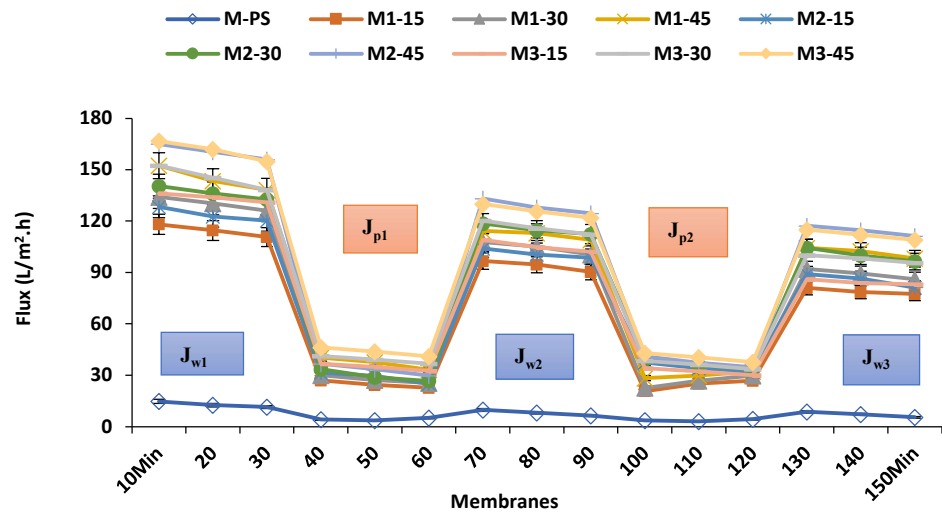 M-PS M1-15 M1-30 M1-45 M2-15
M2-30 M2-45 M3-15 M3-30 M3-45
180
150
120
90
60
30
0
Flux (L/m².h)
Jp1
Jp2
Jw1
Jw2
Jw3
10Min 20 30 40 50 60 70 80 90 100 110 120 130 140 150Min
Membranes